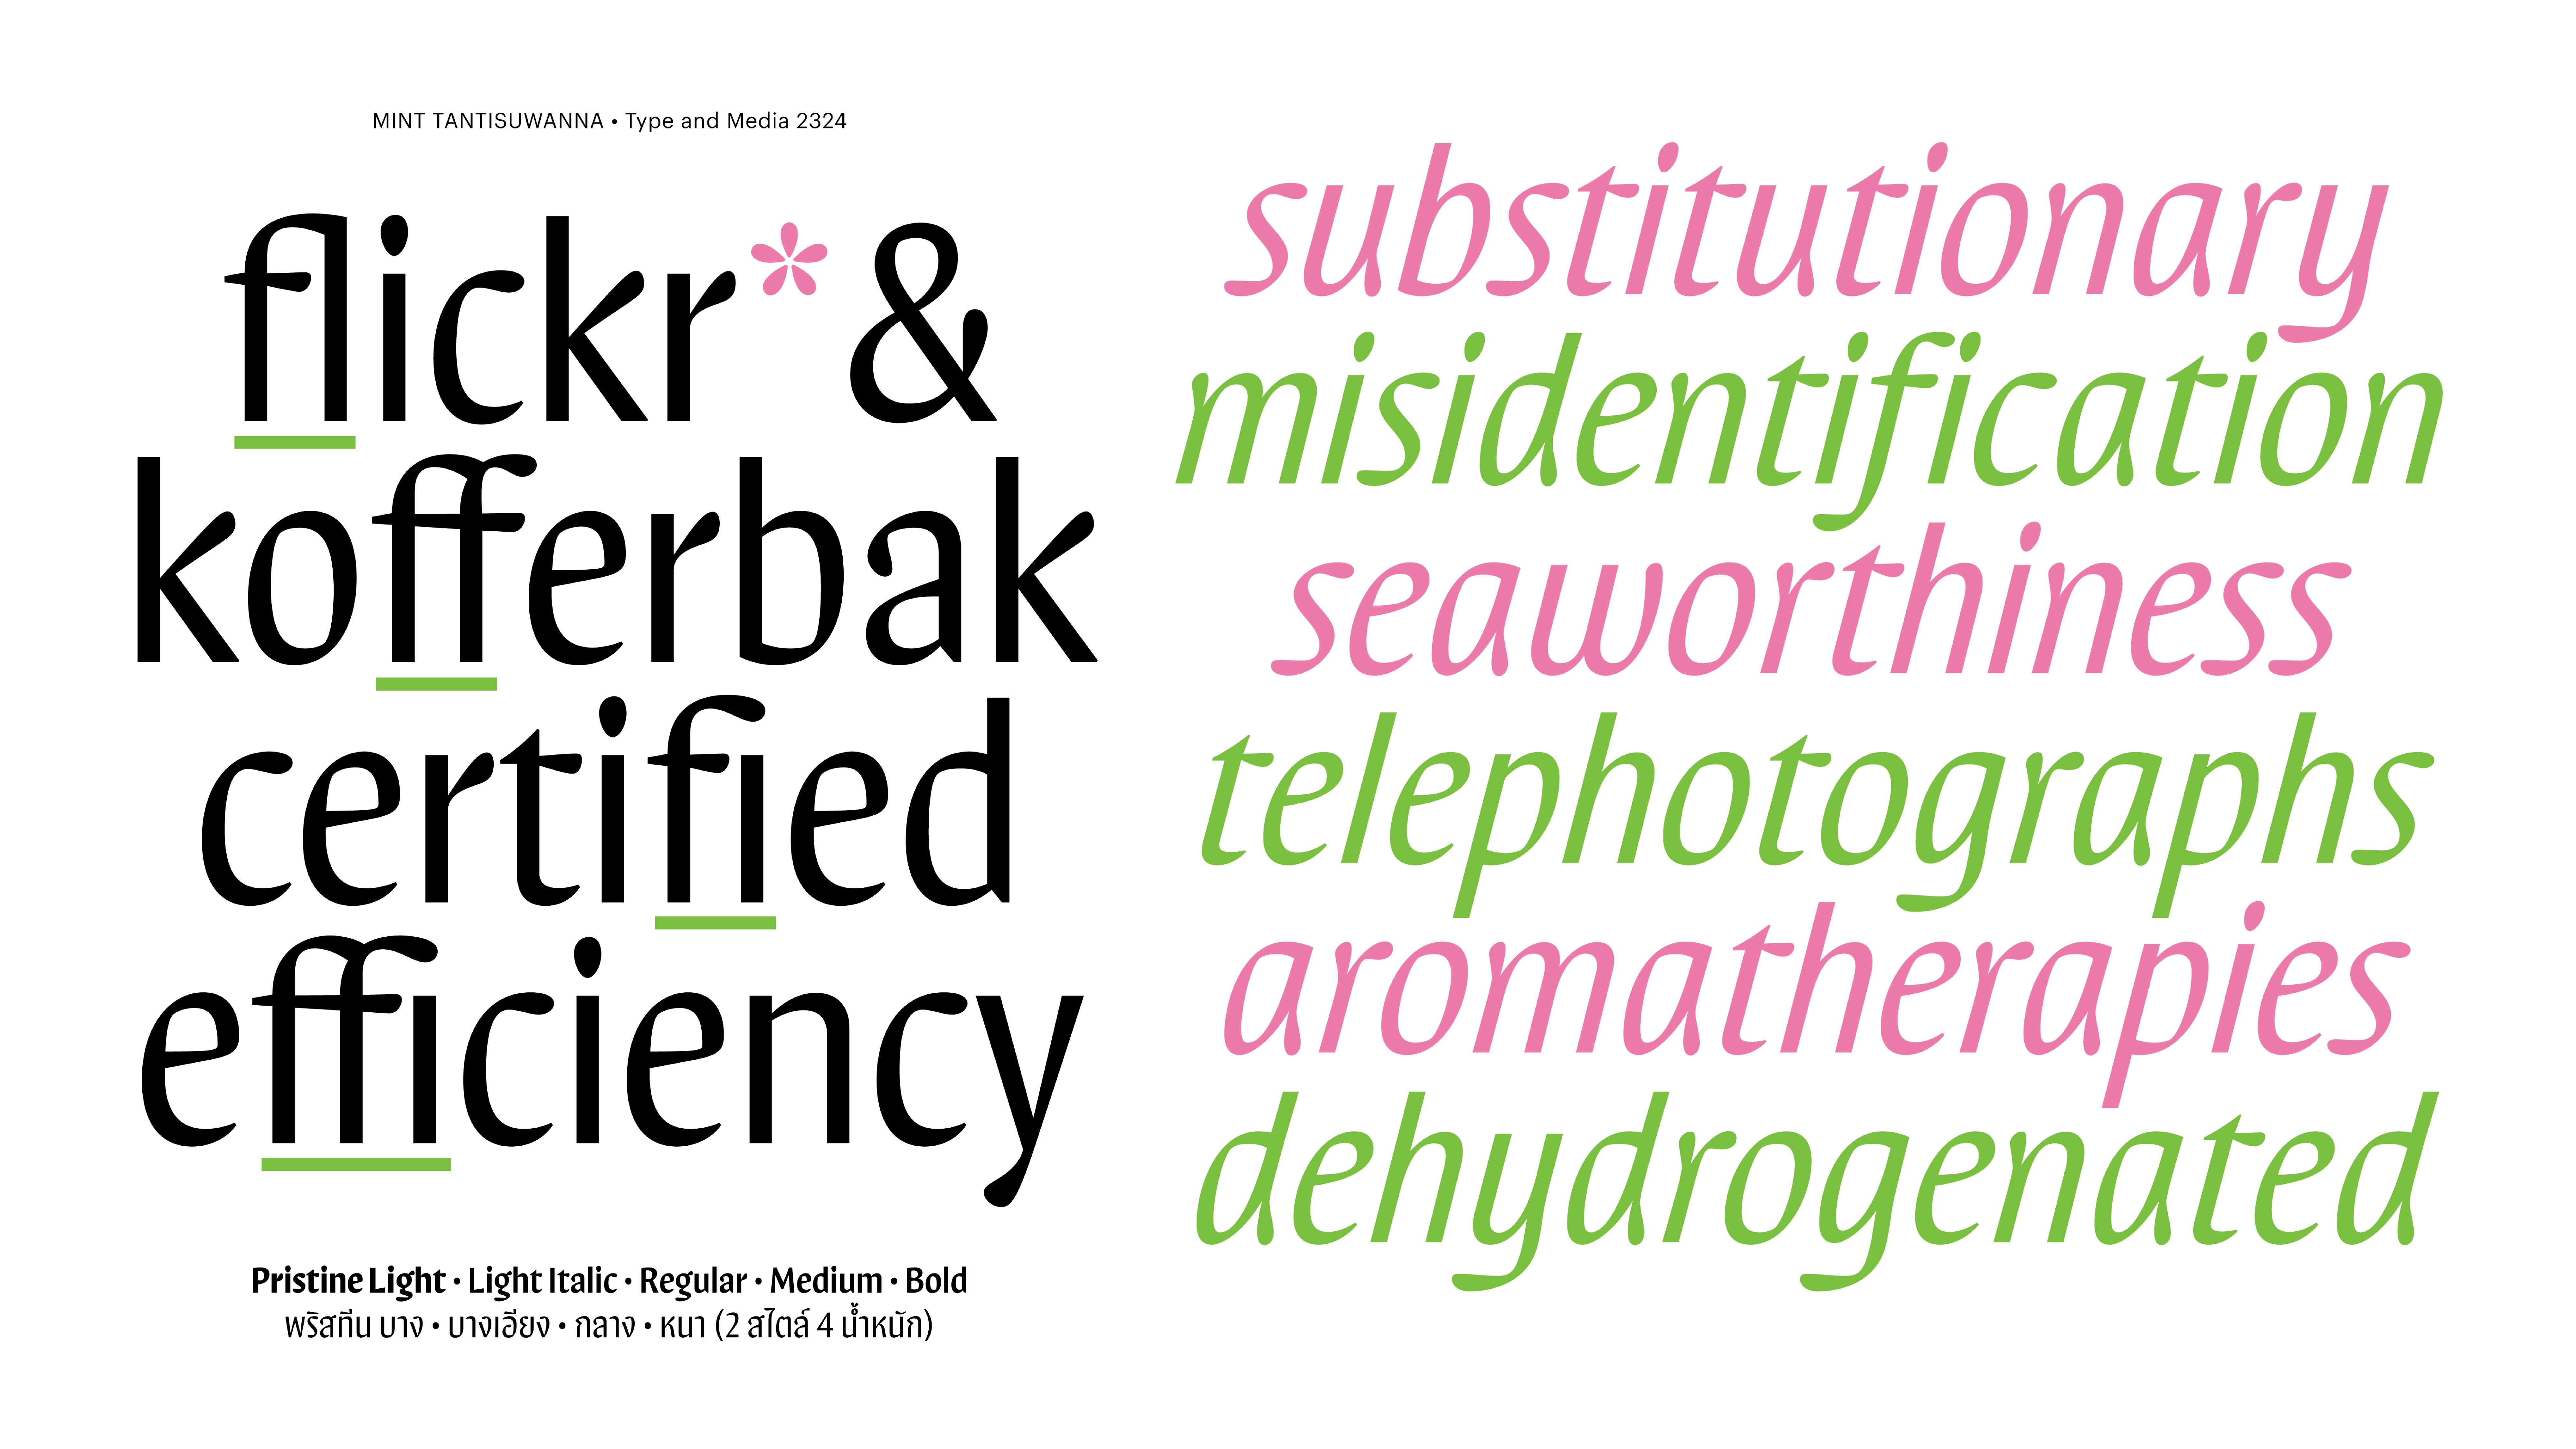 MINT TANTISUWANNA • Type and Media 2324
flickr* &
kofferbak
certified
efficiency
Pristine Light • Light Italic • Regular • Medium • Bold
พริสทีน บาง • บางเอียง • กลาง • หนา (2 สไตล์ 4 น้ำหนัก)
substitutionary
misidentification
seaworthiness
telephotographs
aromatherapies
dehydrogenated